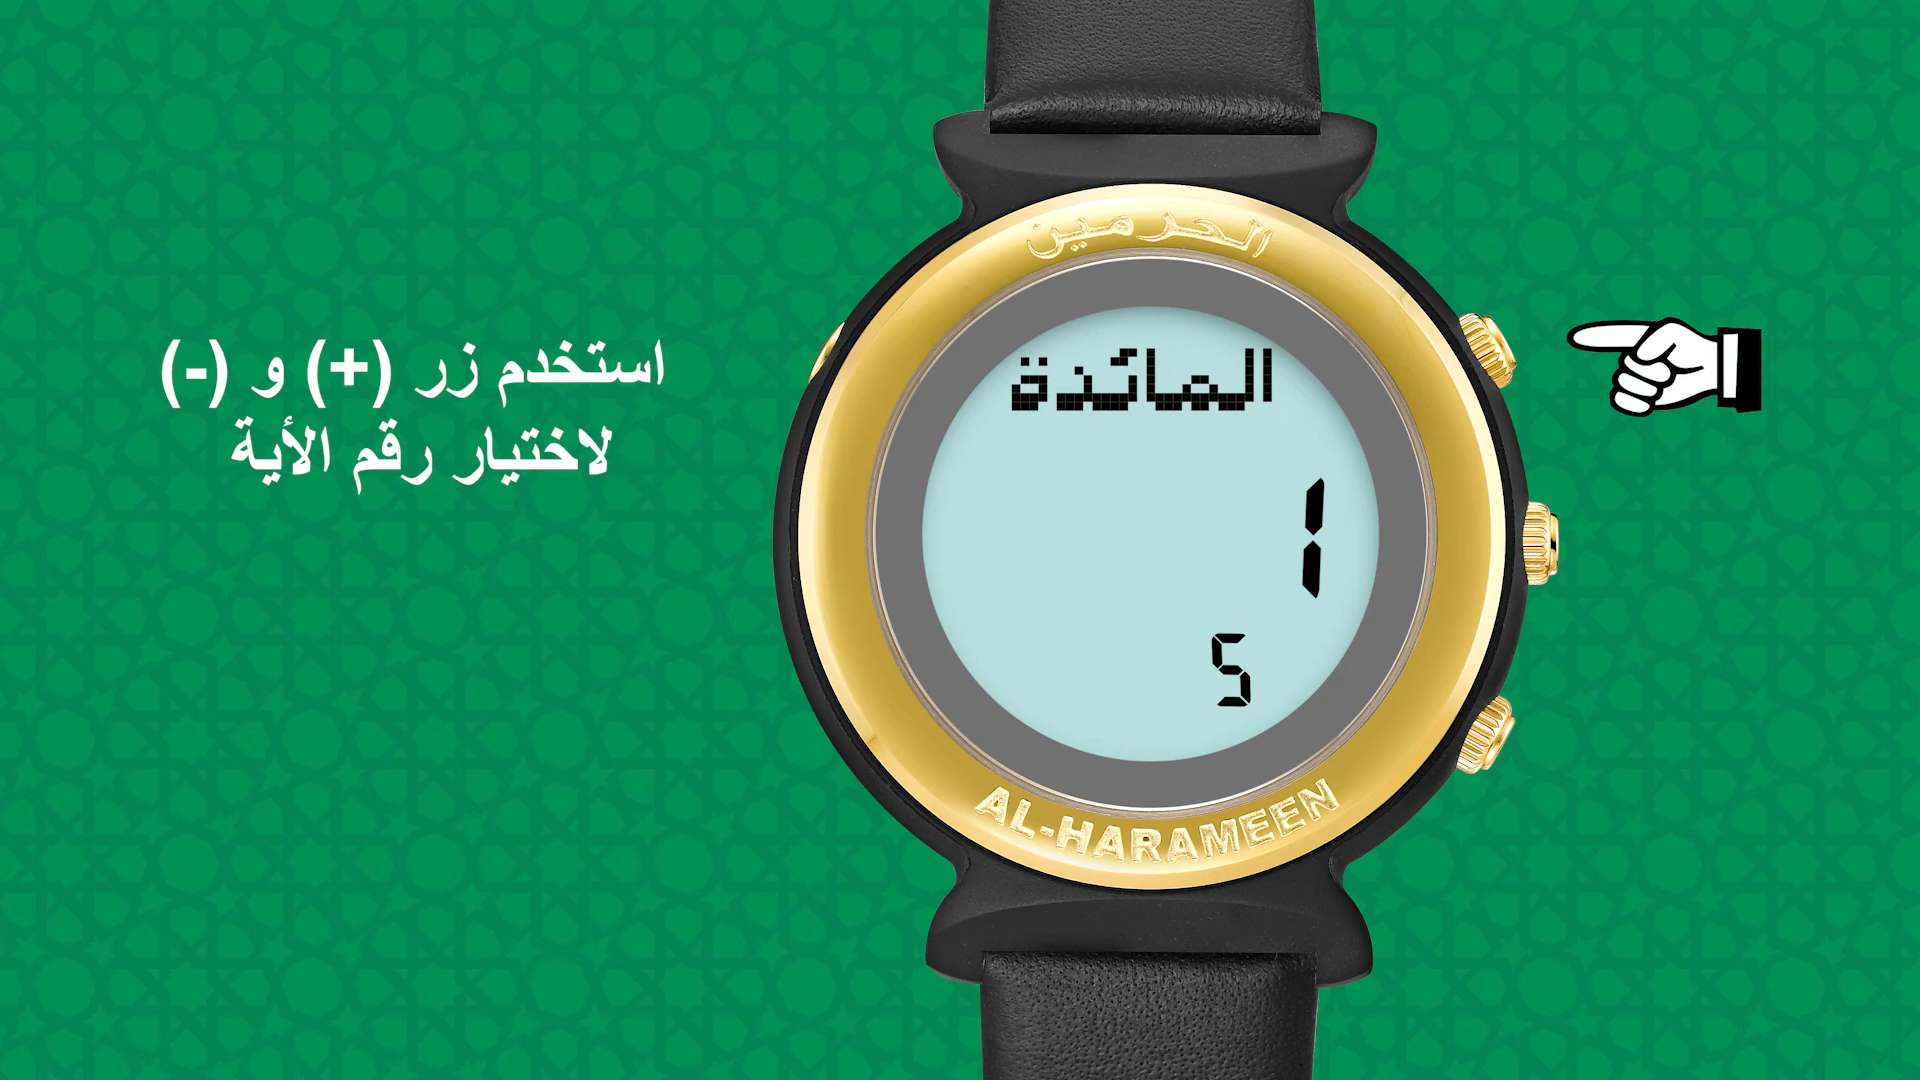 استخدم زر (+) و (-)
لاختيار رقم الأية
الحرمين
المائدة
1
5
AL-HARAMEEN